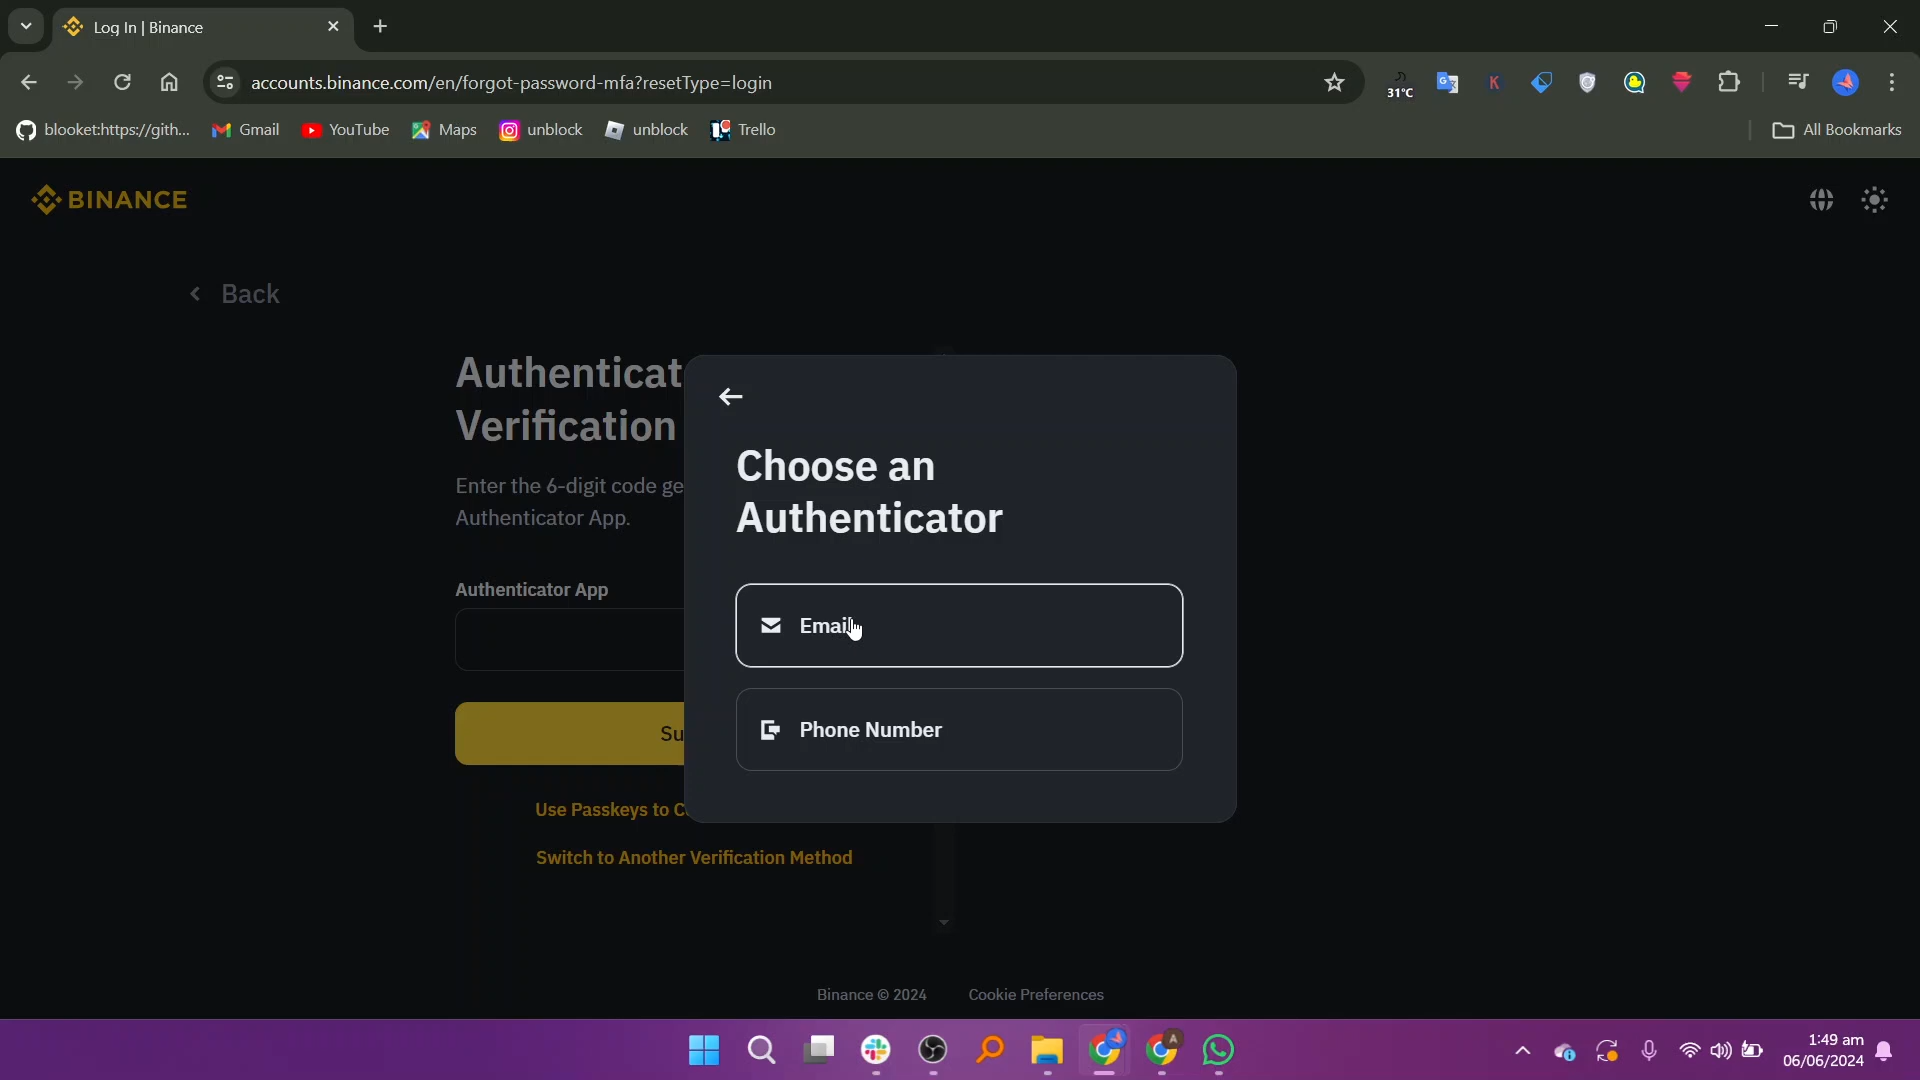 Log In | Binance
accounts.binance.com/en/forgot-password-mfa?resetType=login
31°C
K
blooket:https://gith...
Gmail
YouTube
Maps
unblock
unblock
Trello
All Bookmarks
BINANCE
Back
Authenticat
Verification
Enter the 6-digit code ge
Authenticator App.
Authenticator App
Su
Use Passkeys to C
Switch to Another Verification Method
Choose an
Authenticator
Email
Phone Number
Binance © 2024
Cookie Preferences
A
1:49 am
06/06/2024